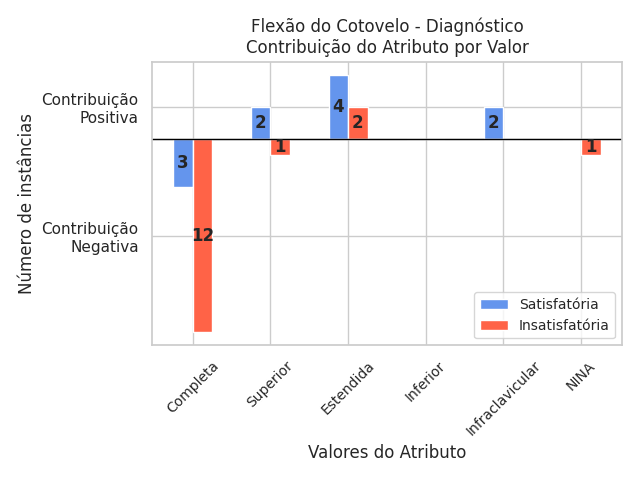 Flexão do Cotovelo - Diagnóstico
Contribuição do Atributo por Valor
Número de instâncias
Contribuição
Positiva
Contribuição
Negativa
3
12
2
1
4
2
2
1
Satisfatória
Insatisfatória
Completa
Superior
Estendida
Inferior
Infraclavicular
NINA
Valores do Atributo